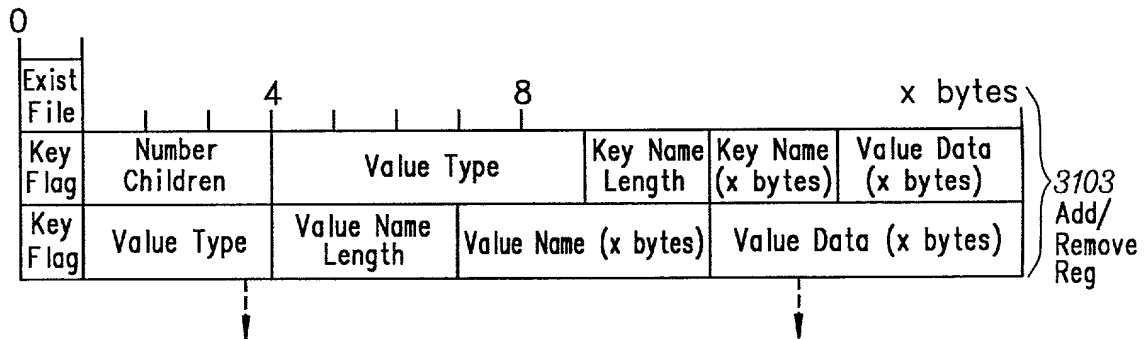 0
Exist
File
4
8
x bytes
Key
Flag
Number
Children
Value Type
Key Name
Length
Key Name
(x bytes)
Value Data
(x bytes)
Key
Flag
Value Type
Value Name
Length
Value Name (x bytes)
Value Data (x bytes)
3103
Add/
Remove
Reg